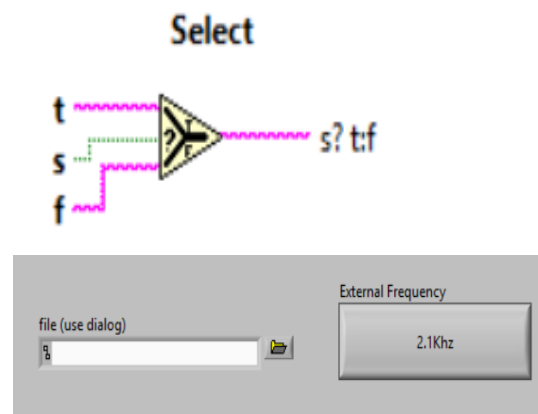 Select
t
s
f
? T F
s? t:f
External Frequency
file (use dialog)
2.1Khz